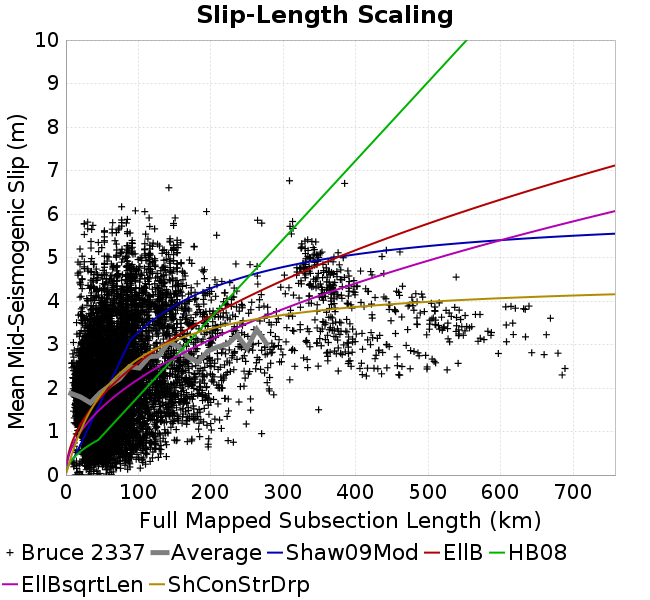 Slip-Length Scaling
Mean Mid-Seismogenic Slip (m)
10
9
8
7
6
5
4
3
2
1
0
0 100 200 300 400 500 600 700
Full Mapped Subsection Length (km)
Bruce 2337 Average Shaw09Mod EllB HB08
EllBsqrtLen ShConStrDrp